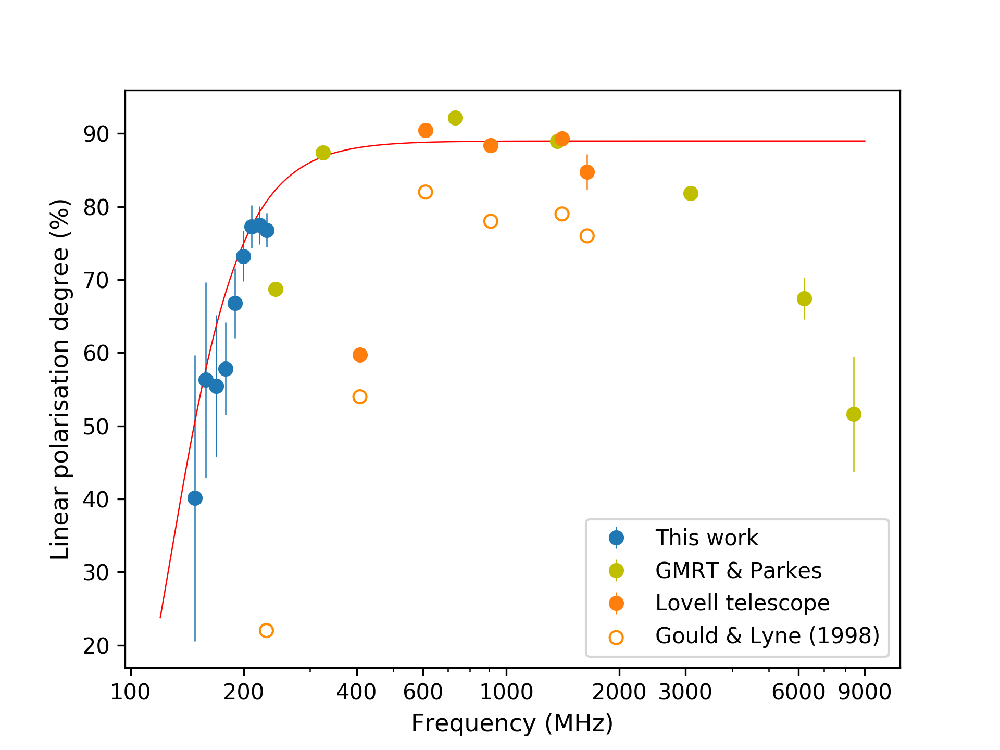 90
80
70
60
50
40
30
20
Linear polarisation degree (%)
This work
GMRT & Parkes
Lovell telescope
Gould & Lyne (1998)
100 200 400 600 1000 2000 3000 6000 9000
Frequency (MHz)